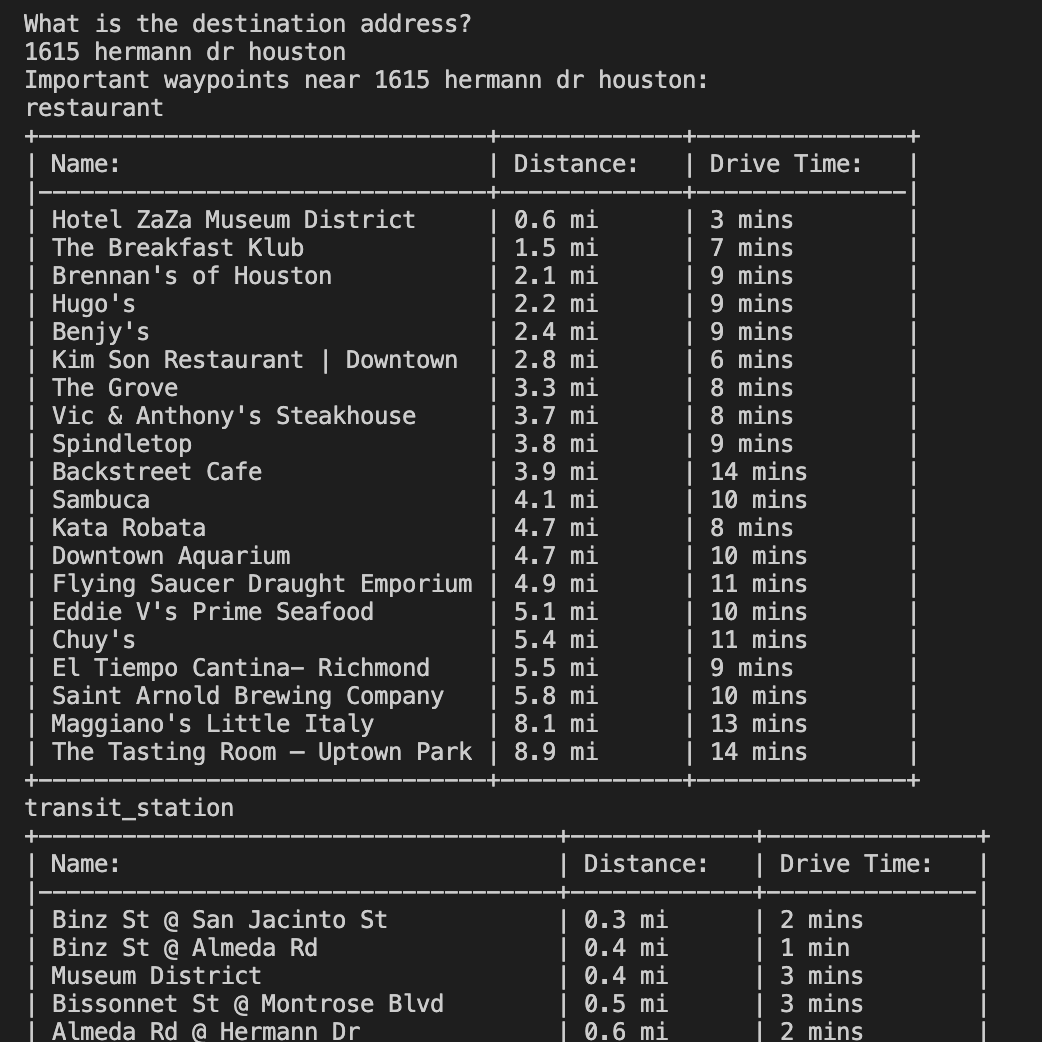 What is the destination address?
1615 hermann dr houston
Important waypoints near 1615 hermann dr houston:
restaurant
+--------------------------------+-------------+---------------+
| Name:                          | Distance:   | Drive Time:   |
|--------------------------------+-------------+---------------|
| Hotel ZaZa Museum District     | 0.6 mi      | 3 mins        |
| The Breakfast Klub             | 1.5 mi      | 7 mins        |
| Brennan's of Houston           | 2.1 mi      | 9 mins        |
| Hugo's                         | 2.2 mi      | 9 mins        |
| Benjy's                        | 2.4 mi      | 9 mins        |
| Kim Son Restaurant | Downtown  | 2.8 mi      | 6 mins        |
| The Grove                      | 3.3 mi      | 8 mins        |
| Vic & Anthony's Steakhouse     | 3.7 mi      | 8 mins        |
| Spindletop                     | 3.8 mi      | 9 mins        |
| Backstreet Cafe                | 3.9 mi      | 14 mins       |
| Sambuca                        | 4.1 mi      | 10 mins       |
| Kata Robata                    | 4.7 mi      | 8 mins        |
| Downtown Aquarium              | 4.7 mi      | 10 mins       |
| Flying Saucer Draught Emporium | 4.9 mi      | 11 mins       |
| Eddie V's Prime Seafood        | 5.1 mi      | 10 mins       |
| Chuy's                         | 5.4 mi      | 11 mins       |
| El Tiempo Cantina- Richmond    | 5.5 mi      | 9 mins        |
| Saint Arnold Brewing Company   | 5.8 mi      | 10 mins       |
| Maggiano's Little Italy        | 8.1 mi      | 13 mins       |
| The Tasting Room - Uptown Park | 8.9 mi      | 14 mins       |
+--------------------------------+-------------+---------------+
transit_station
+-------------------------------------+-------------+---------------+
| Name:                               | Distance:   | Drive Time:   |
|-------------------------------------+-------------+---------------|
| Binz St @ San Jacinto St            | 0.3 mi      | 2 mins        |
| Binz St @ Almeda Rd                 | 0.4 mi      | 1 min         |
| Museum District                     | 0.4 mi      | 3 mins        |
| Bissonnet St @ Montrose Blvd        | 0.5 mi      | 3 mins        |
| Almeda Rd @ Hermann Dr              | 0.6 mi      | 2 mins        |